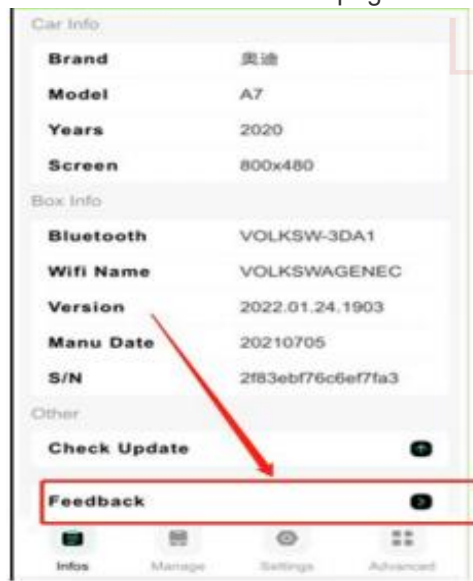 Car Info
Brand 奥迪
Model A7
Years 2020
Screen 800x480
Box Info
Bluetooth VOLKSW-3DA1
Wifi Name VOLKSWAGENEC
Version 2022.01.24.1903
Manu Date 20210705
S/N 2f83ebf76c6ef7fa3
Other
Check Update
Feedback
Infos Manage Settings Advanced